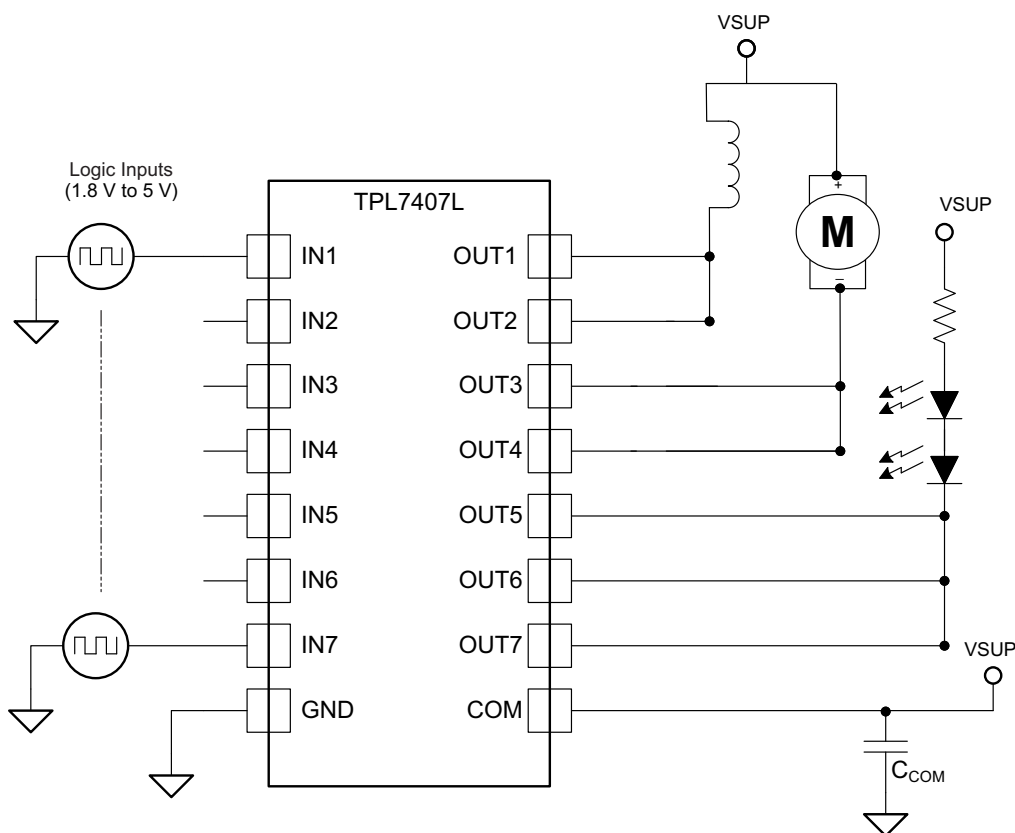 VSUP
Logic Inputs
(1.8 V to 5 V)
TPL7407L
+
M
–
VSUP
IN1
OUT1
IN2
OUT2
IN3
OUT3
IN4
OUT4
IN5
OUT5
IN6
OUT6
IN7
OUT7
VSUP
GND
COM
CCOM